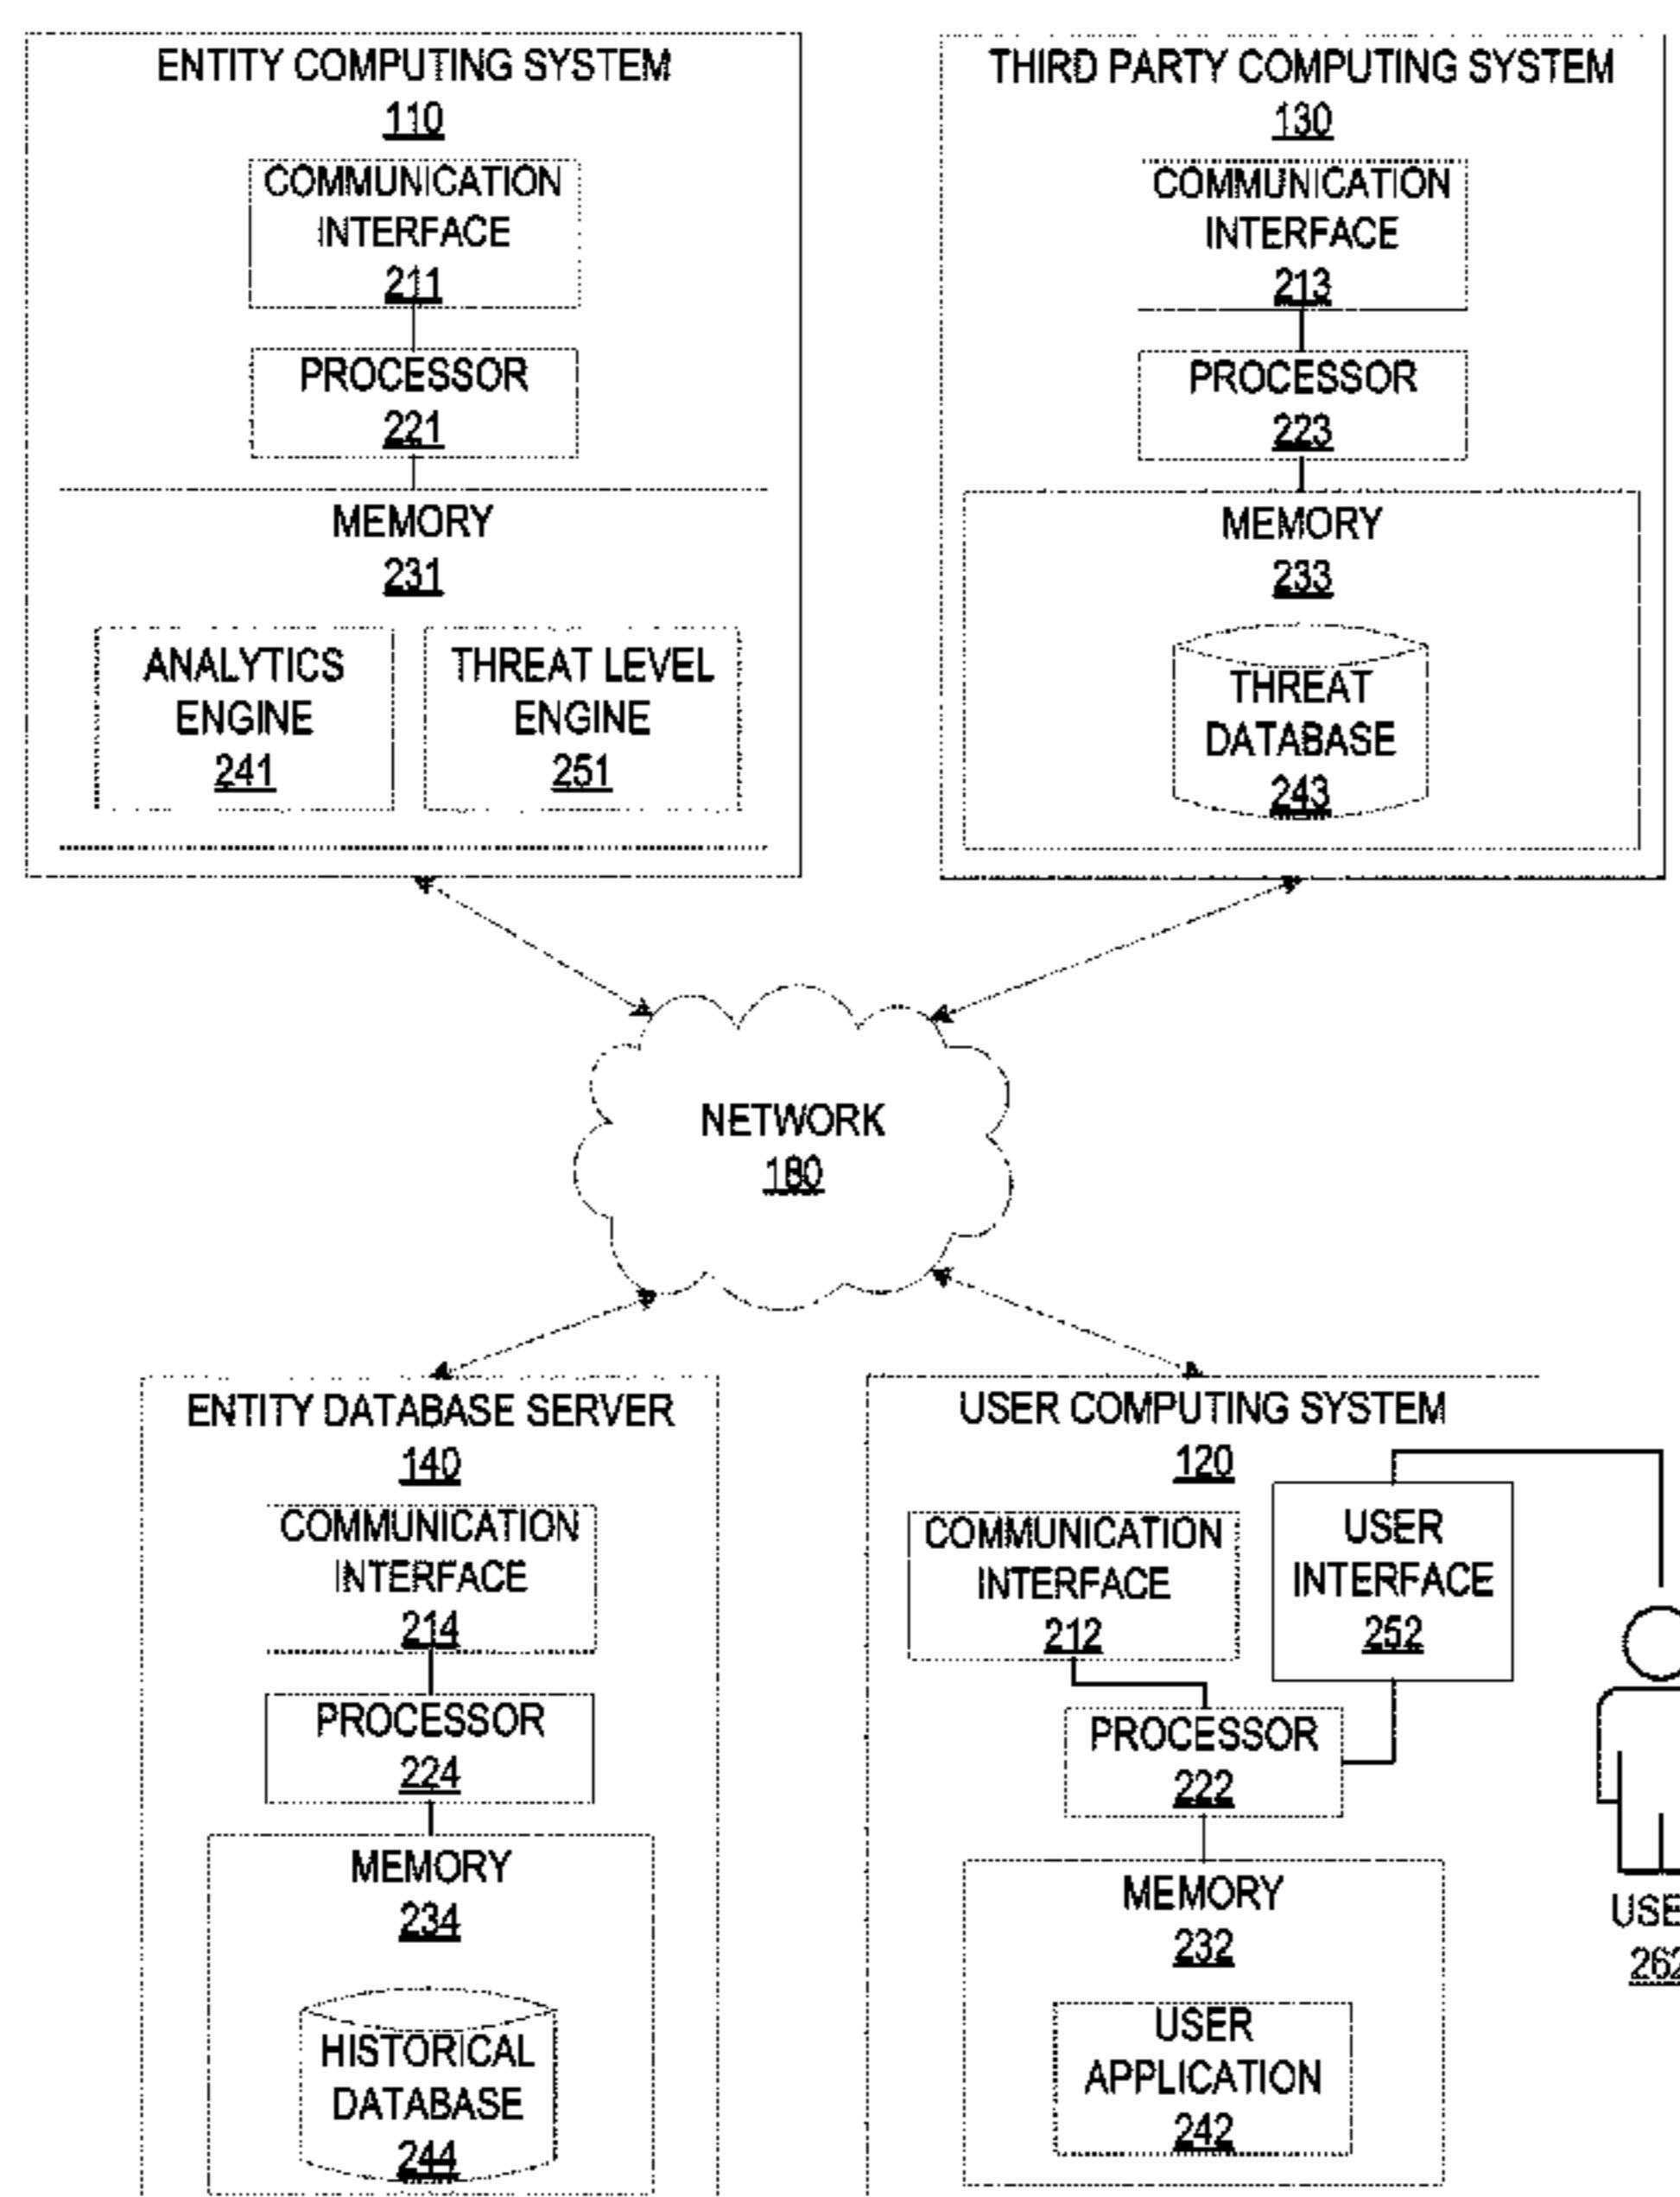 ENTITY COMPUTING SYSTEM
110
COMMUNICATION
INTERFACE
211
PROCESSOR
221
MEMORY
231
ANALYTICS
ENGINE
241
THREAT LEVEL
ENGINE
251
THIRD PARTY COMPUTING SYSTEM
130
COMMUNICATION
INTERFACE
213
PROCESSOR
223
MEMORY
233
THREAT
DATABASE
243
NETWORK
180
ENTITY DATABASE SERVER
140
COMMUNICATION
INTERFACE
214
PROCESSOR
224
MEMORY
234
HISTORICAL
DATABASE
244
USER COMPUTING SYSTEM
120
COMMUNICATION
INTERFACE
212
USER
INTERFACE
252
PROCESSOR
222
MEMORY
232
USER
APPLICATION
242
USE
262